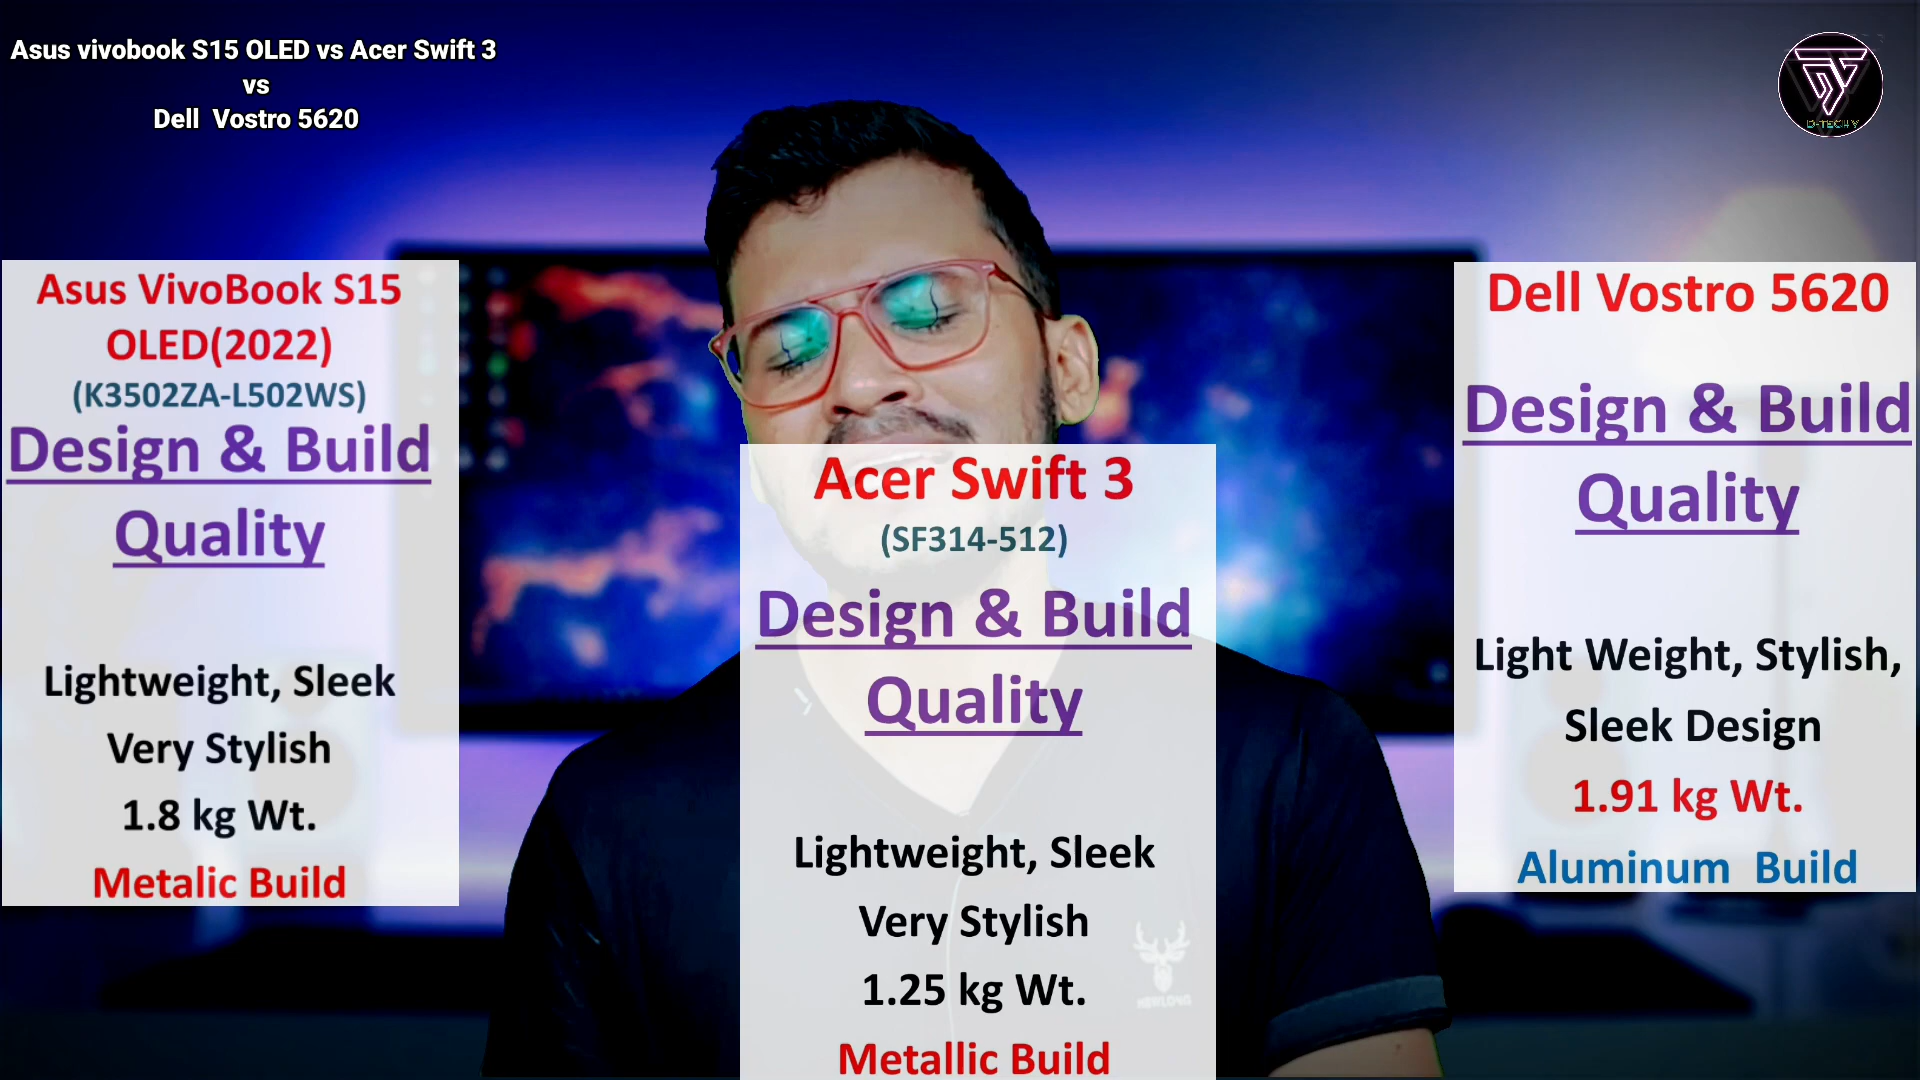 Asus vivobook S15 OLED vs Acer Swift 3
vs
Dell Vostro 5620
D-TECHY
Asus VivoBook S15
OLED(2022)
(K3502ZA-L502WS)
Design & Build
Quality
Lightweight, Sleek
Very Stylish
1.8 kg Wt.
Metalic Build
Acer Swift 3
(SF314-512)
Design & Build
Quality
Lightweight, Sleek
Very Stylish
1.25 kg Wt.
Metallic Build
Dell Vostro 5620
Design & Build
Quality
Light Weight, Stylish,
Sleek Design
1.91 kg Wt.
Aluminum Build